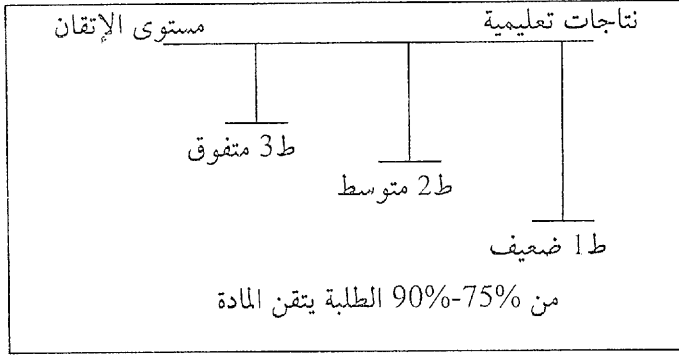 نتاجات تعليمية
مستوى الإتقان
ط3 متفوق
ط2 متوسط
ط1 ضعيف
من 75%-90% الطلبة يتقن المادة